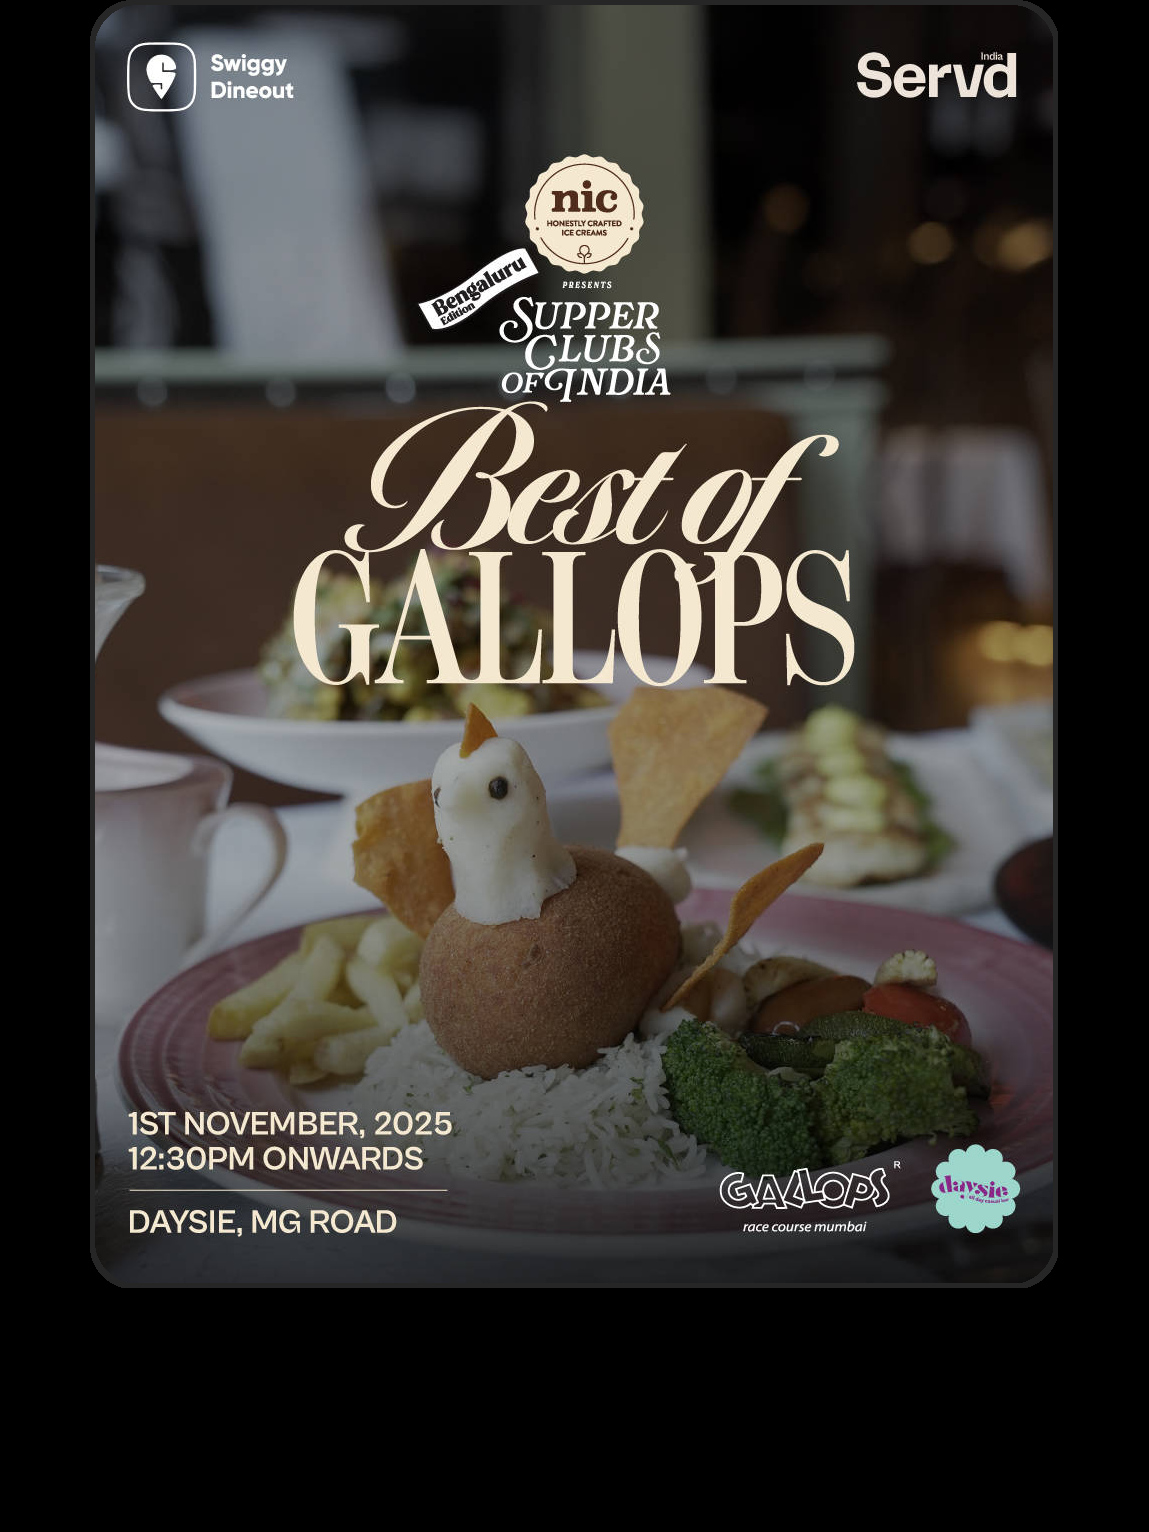 Swiggy
Dineout
India
Servd
nic
HONESTLY CRAFTED
ICE CREAMS
PRESENTS
Bengaluru
Edition
SUPPER
CLUBS
OF INDIA
Best of
GALLOPS
1ST NOVEMBER, 2025
12:30PM ONWARDS
DAYSIE, MG ROAD
GALLOPS R
race course mumbai
daysie